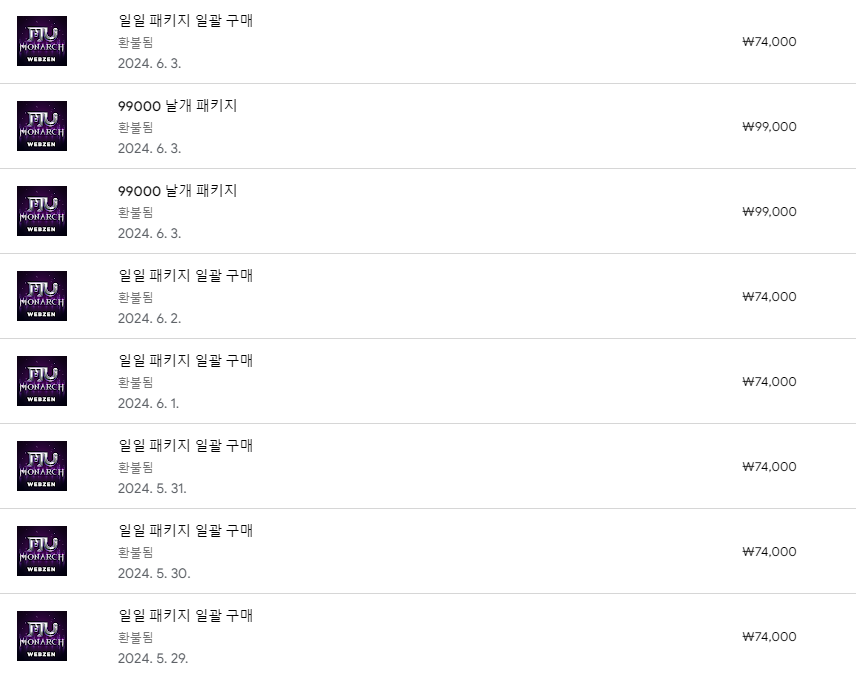 MU
MONARCH
WEBZEN
일일 패키지 일괄 구매
환불됨
2024. 6. 3.
₩74,000
MU
MONARCH
WEBZEN
99000 날개 패키지
환불됨
2024. 6. 3.
₩99,000
MU
MONARCH
WEBZEN
99000 날개 패키지
환불됨
2024. 6. 3.
₩99,000
MU
MONARCH
WEBZEN
일일 패키지 일괄 구매
환불됨
2024. 6. 2.
₩74,000
MU
MONARCH
WEBZEN
일일 패키지 일괄 구매
환불됨
2024. 6. 1.
₩74,000
MU
MONARCH
WEBZEN
일일 패키지 일괄 구매
환불됨
2024. 5. 31.
₩74,000
MU
MONARCH
WEBZEN
일일 패키지 일괄 구매
환불됨
2024. 5. 30.
₩74,000
MU
MONARCH
WEBZEN
일일 패키지 일괄 구매
환불됨
2024. 5. 29.
₩74,000